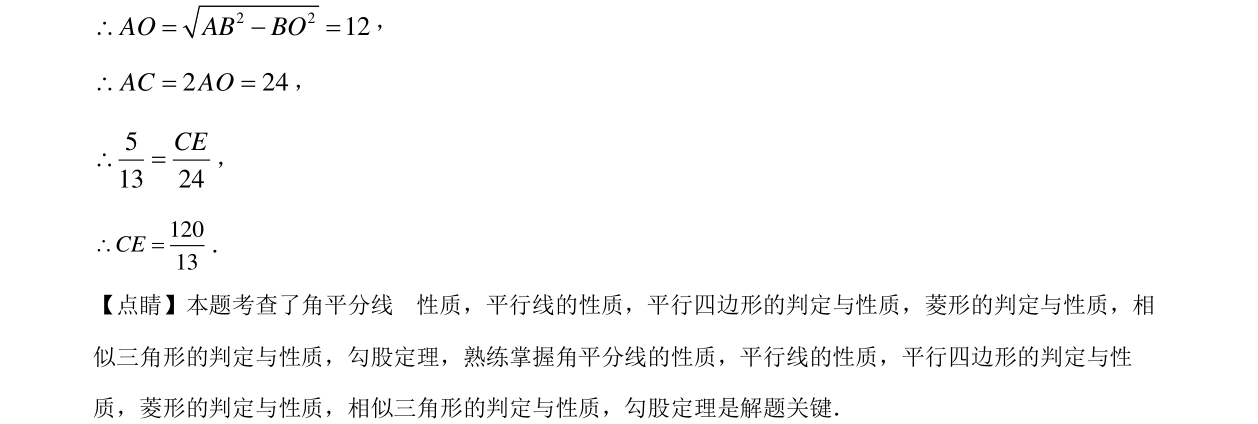 ∴ AO = √(AB² − BO²) = 12，
∴ AC = 2AO = 24，
∴ 5/13 = CE/24，
∴ CE = 120/13．
【点睛】本题考查了角平分线　性质，平行线的性质，平行四边形的判定与性质，菱形的判定与性质，相
似三角形的判定与性质，勾股定理，熟练掌握角平分线的性质，平行线的性质，平行四边形的判定与性
质，菱形的判定与性质，相似三角形的判定与性质，勾股定理是解题关键．